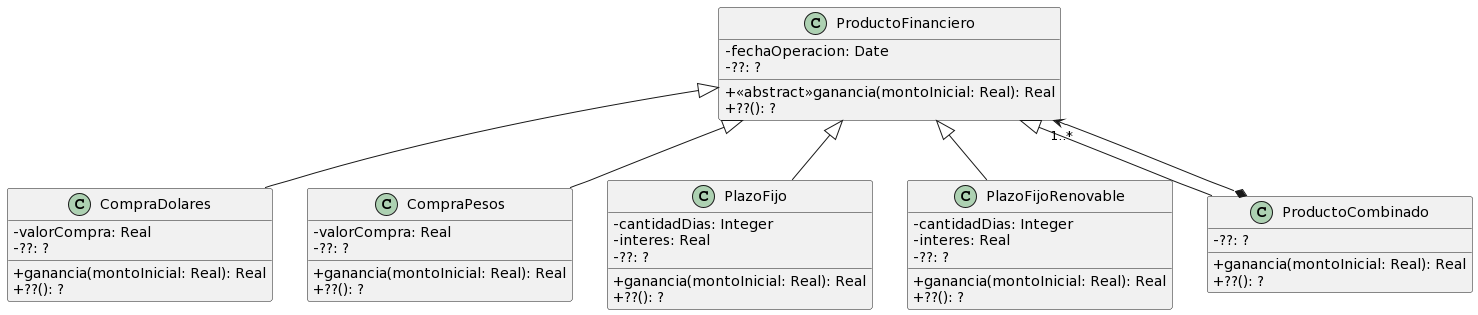 C ProductoFinanciero
-fechaOperacion: Date
-??: ?
+«abstract»ganancia(montoInicial: Real): Real
+??(): ?
1..*
C CompraDolares
-valorCompra: Real
-??: ?
+ganancia(montoInicial: Real): Real
+??(): ?
C CompraPesos
-valorCompra: Real
-??: ?
+ganancia(montoInicial: Real): Real
+??(): ?
C PlazoFijo
-cantidadDias: Integer
-interes: Real
-??: ?
+ganancia(montoInicial: Real): Real
+??(): ?
C PlazoFijoRenovable
-cantidadDias: Integer
-interes: Real
-??: ?
+ganancia(montoInicial: Real): Real
+??(): ?
C ProductoCombinado
-??: ?
+ganancia(montoInicial: Real): Real
+??(): ?